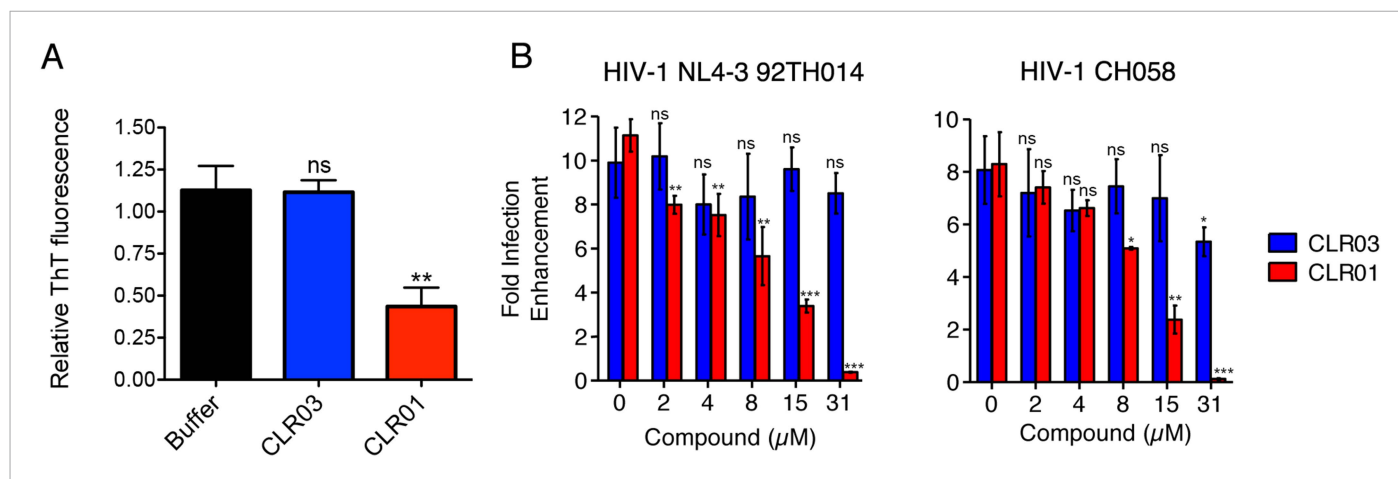 A
Relative ThT fluorescence
1.50
1.25
1.00
0.75
0.50
0.25
0.00
ns
**
Buffer
CLR03
CLR01
B
HIV-1 NL4-3 92TH014
Fold Infection
Enhancement
12
10
8
6
4
2
0
ns
**
ns
**
ns
**
ns
***
ns
***
0 2 4 8 15 31
Compound (µM)
HIV-1 CH058
10
8
6
4
2
0
ns
ns
ns
ns
ns
*
ns
**
*
***
0 2 4 8 15 31
Compound (µM)
CLR03
CLR01